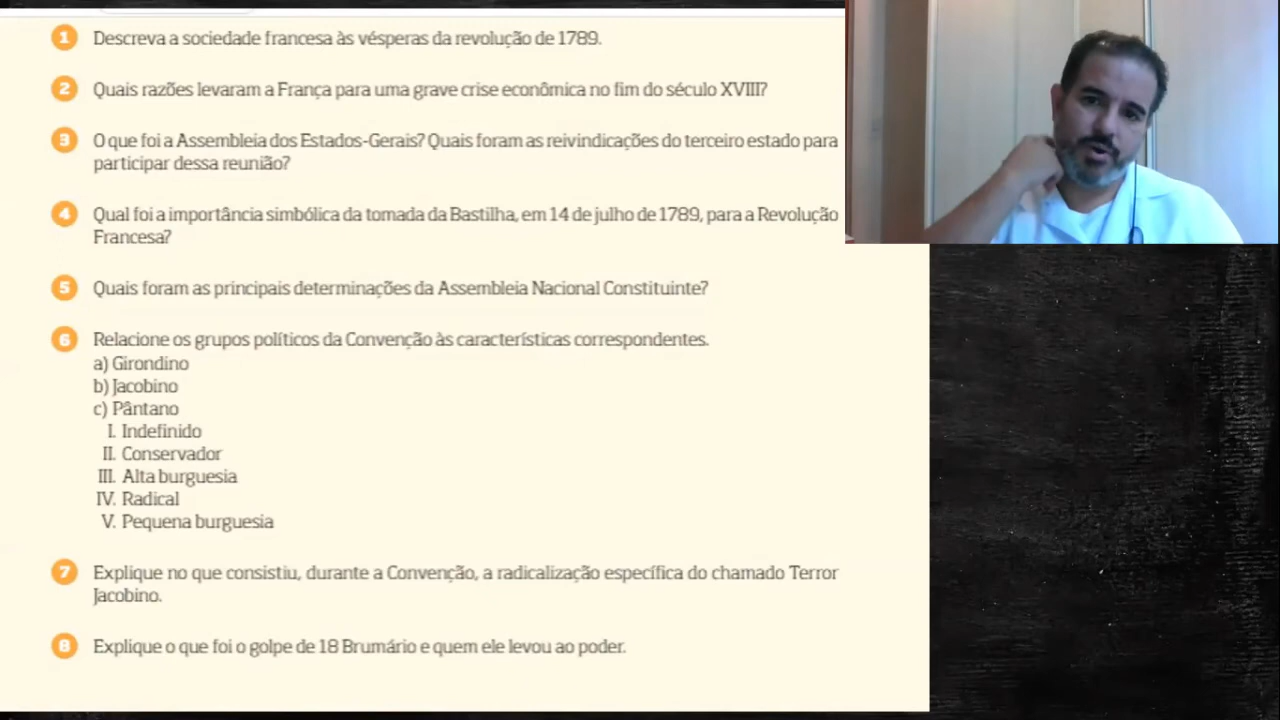 1 Descreva a sociedade francesa às vésperas da revolução de 1789.
2 Quais razões levaram a França para uma grave crise econômica no fim do século XVIII?
3 O que foi a Assembleia dos Estados-Gerais? Quais foram as reivindicações do terceiro estado para
participar dessa reunião?
4 Qual foi a importância simbólica da tomada da Bastilha, em 14 de julho de 1789, para a Revolução
Francesa?
5 Quais foram as principais determinações da Assembleia Nacional Constituinte?
6 Relacione os grupos políticos da Convenção às características correspondentes.
a) Girondino
b) Jacobino
c) Pântano
I. Indefinido
II. Conservador
III. Alta burguesia
IV. Radical
V. Pequena burguesia
7 Explique no que consistiu, durante a Convenção, a radicalização específica do chamado Terror
Jacobino.
8 Explique o que foi o golpe de 18 Brumário e quem ele levou ao poder.